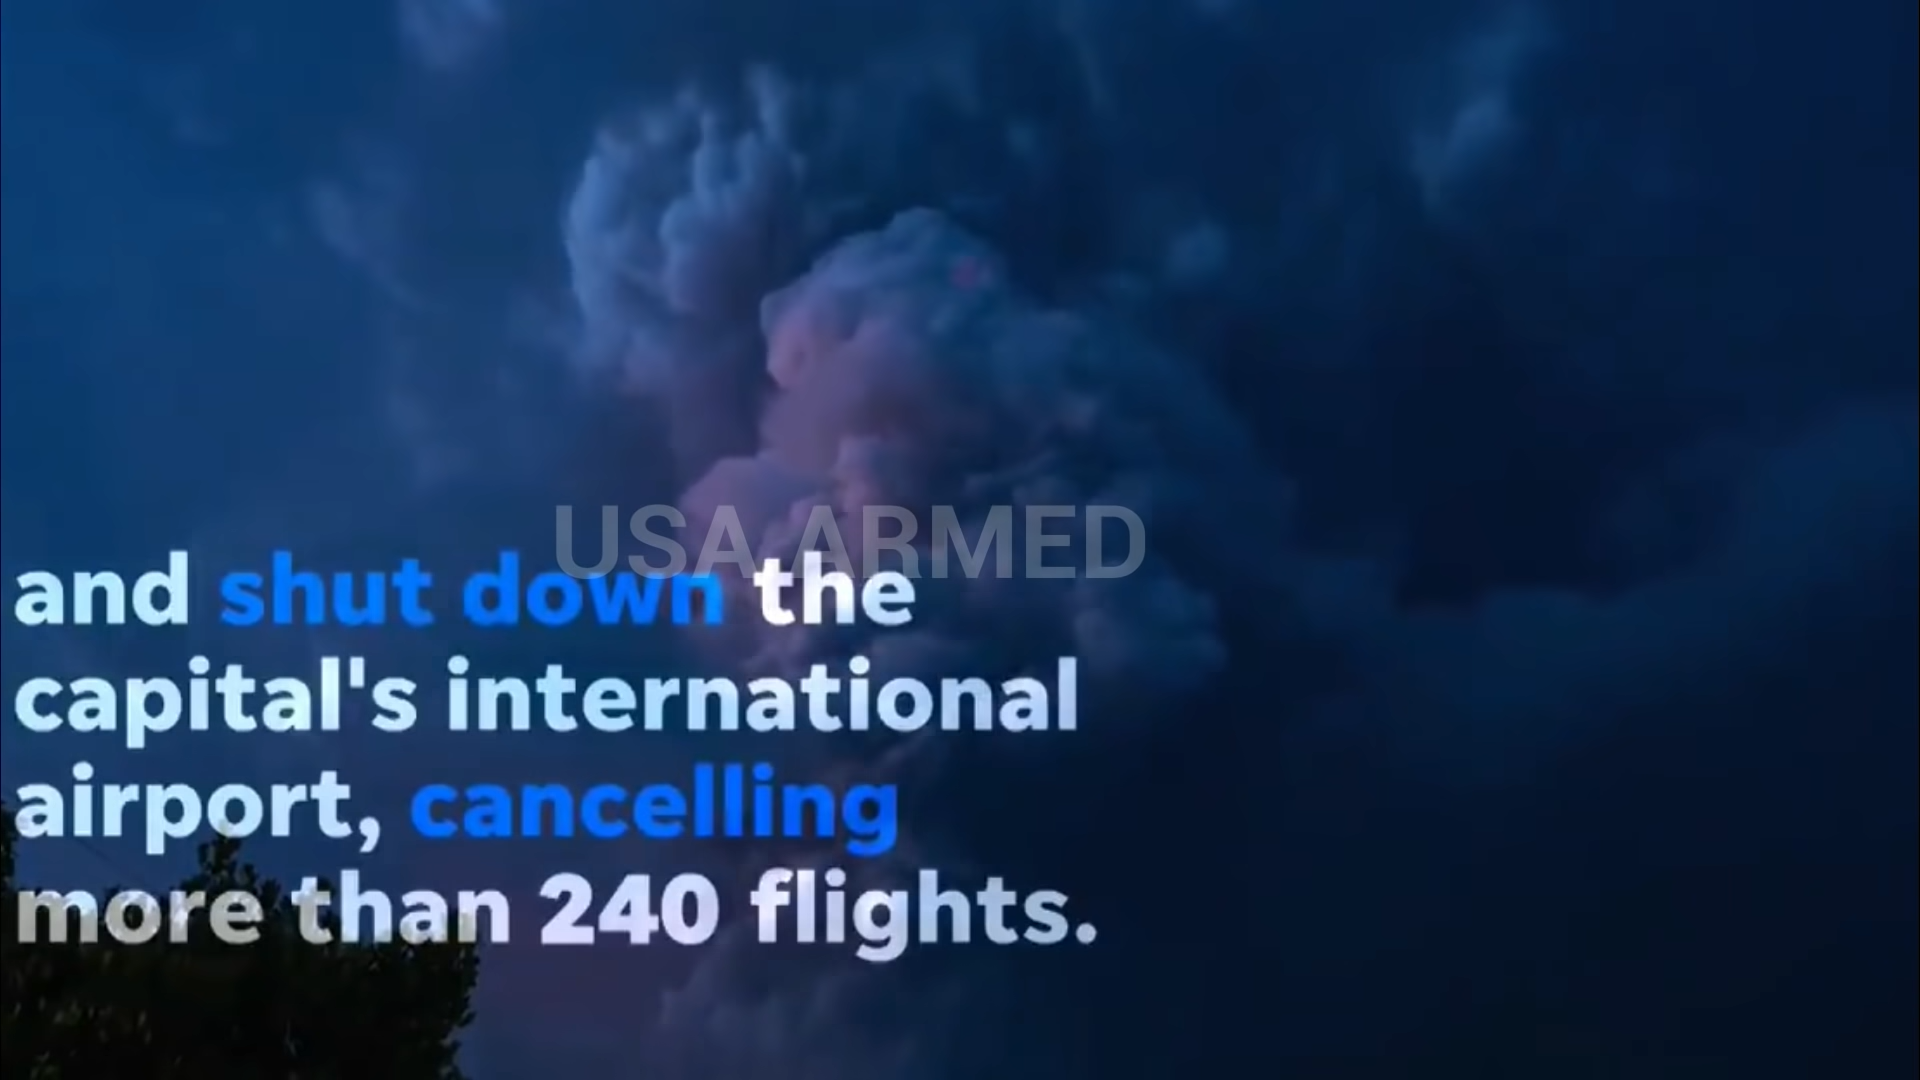 USA ARMED
and shut down the
capital's international
airport, cancelling
more than 240 flights.